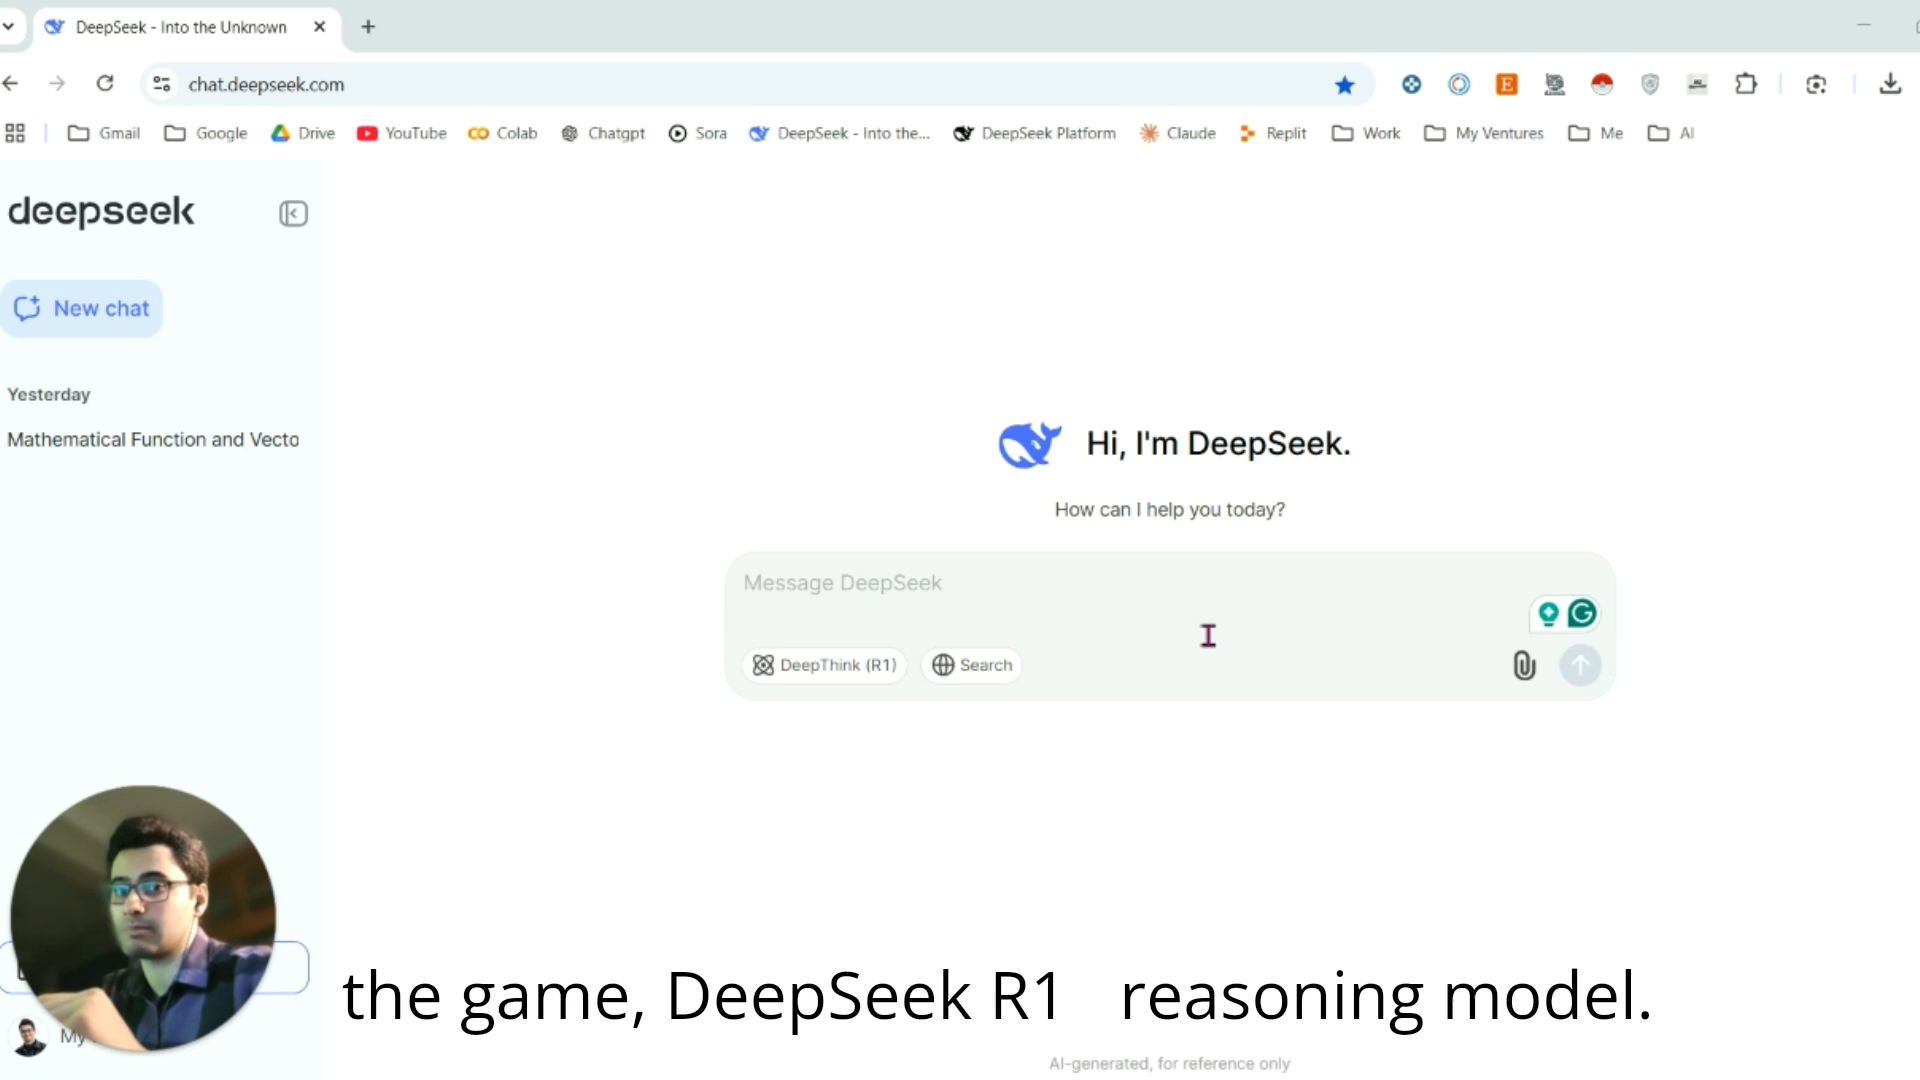 DeepSeek - Into the Unknown
chat.deepseek.com
Gmail Google Drive YouTube Colab Chatgpt Sora DeepSeek - Into the... DeepSeek Platform Claude Replit Work My Ventures Me AI
deepseek
New chat
Yesterday
Mathematical Function and Vecto
Hi, I'm DeepSeek.
How can I help you today?
Message DeepSeek
DeepThink (R1) Search
the game, DeepSeek R1 reasoning model.
My
AI-generated, for reference only